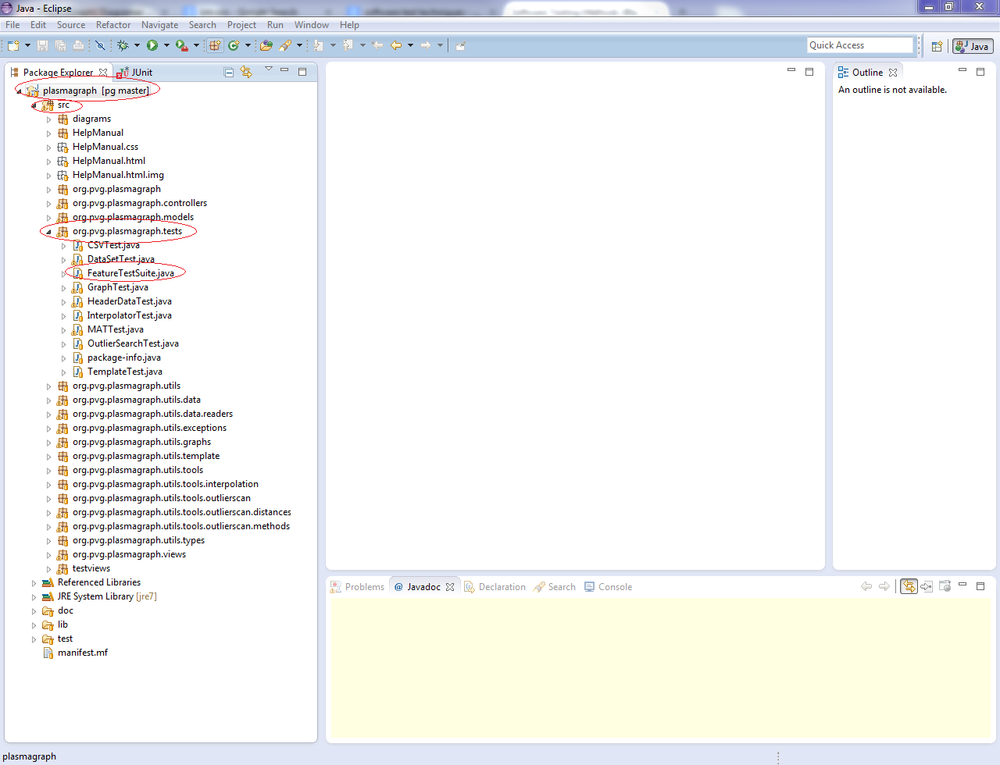 Java - Eclipse
File Edit Source Refactor Navigate Search Project Run Window Help
Quick Access
Java
Package Explorer
JUnit
plasmagraph [pg master]
src
diagrams
HelpManual
HelpManual.css
HelpManual.html
HelpManual.html.img
org.pvg.plasmagraph
org.pvg.plasmagraph.controllers
org.pvg.plasmagraph.models
org.pvg.plasmagraph.tests
CSVTest.java
DataSetTest.java
FeatureTestSuite.java
GraphTest.java
HeaderDataTest.java
InterpolatorTest.java
MATTest.java
OutlierSearchTest.java
package-info.java
TemplateTest.java
org.pvg.plasmagraph.utils
org.pvg.plasmagraph.utils.data
org.pvg.plasmagraph.utils.data.readers
org.pvg.plasmagraph.utils.exceptions
org.pvg.plasmagraph.utils.graphs
org.pvg.plasmagraph.utils.template
org.pvg.plasmagraph.utils.tools
org.pvg.plasmagraph.utils.tools.interpolation
org.pvg.plasmagraph.utils.tools.outlierscan
org.pvg.plasmagraph.utils.tools.outlierscan.distances
org.pvg.plasmagraph.utils.tools.outlierscan.methods
org.pvg.plasmagraph.utils.types
org.pvg.plasmagraph.views
testviews
Referenced Libraries
JRE System Library [jre7]
doc
lib
test
manifest.mf
Outline
An outline is not available.
Problems @ Javadoc Declaration Search Console
plasmagraph